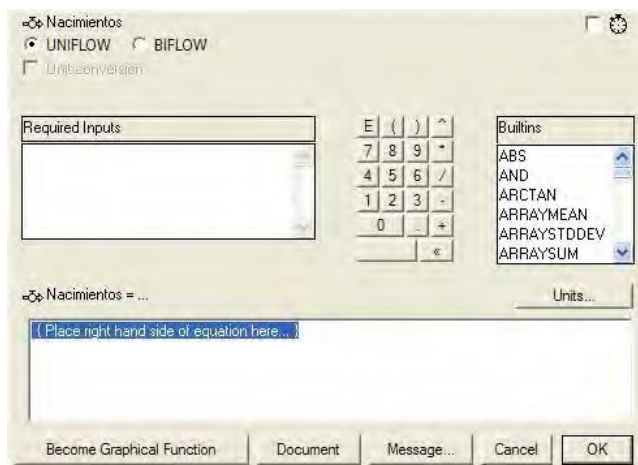 Nacimientos
UNIFLOW BIFLOW
Unit conversion
Required Inputs
E ( ) ^
7 8 9 *
4 5 6 /
1 2 3 -
0 . +
«
Builtins
ABS
AND
ARCTAN
ARRAYMEAN
ARRAYSTDDEV
ARRAYSUM
Nacimientos = ...
Units...
{ Place right hand side of equation here... }
Become Graphical Function Document Message... Cancel OK